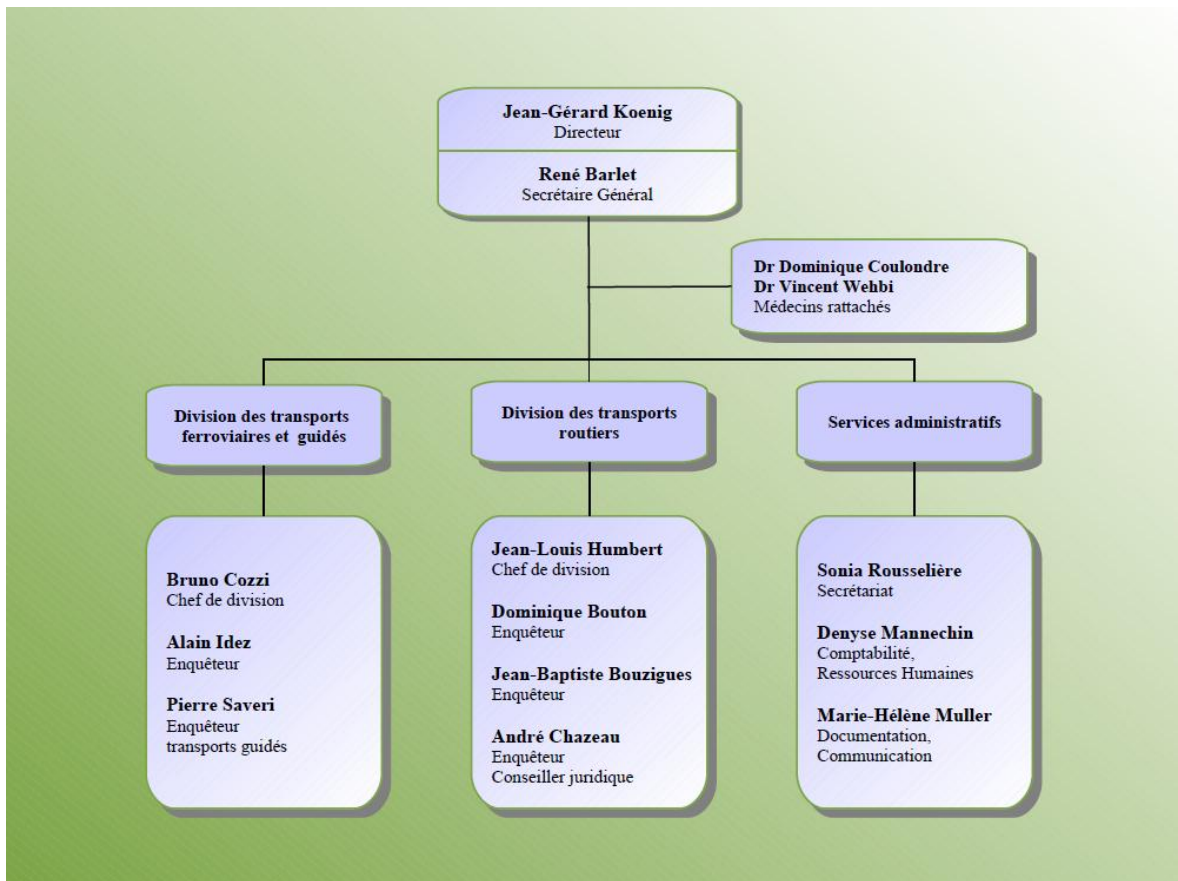 Jean-Gérard Koenig
Directeur
René Barlet
Secrétaire Général
Dr Dominique Coulondre
Dr Vincent Wehbi
Médecins rattachés
Division des transports
ferroviaires et guidés
Bruno Cozzi
Chef de division
Alain Idez
Enquêteur
Pierre Saveri
Enquêteur
transports guidés
Division des transports
routiers
Jean-Louis Humbert
Chef de division
Dominique Bouton
Enquêteur
Jean-Baptiste Bouzigues
Enquêteur
André Chazeau
Enquêteur
Conseiller juridique
Services administratifs
Sonia Rousselière
Secrétariat
Denyse Mannechin
Comptabilité,
Ressources Humaines
Marie-Hélène Muller
Documentation,
Communication